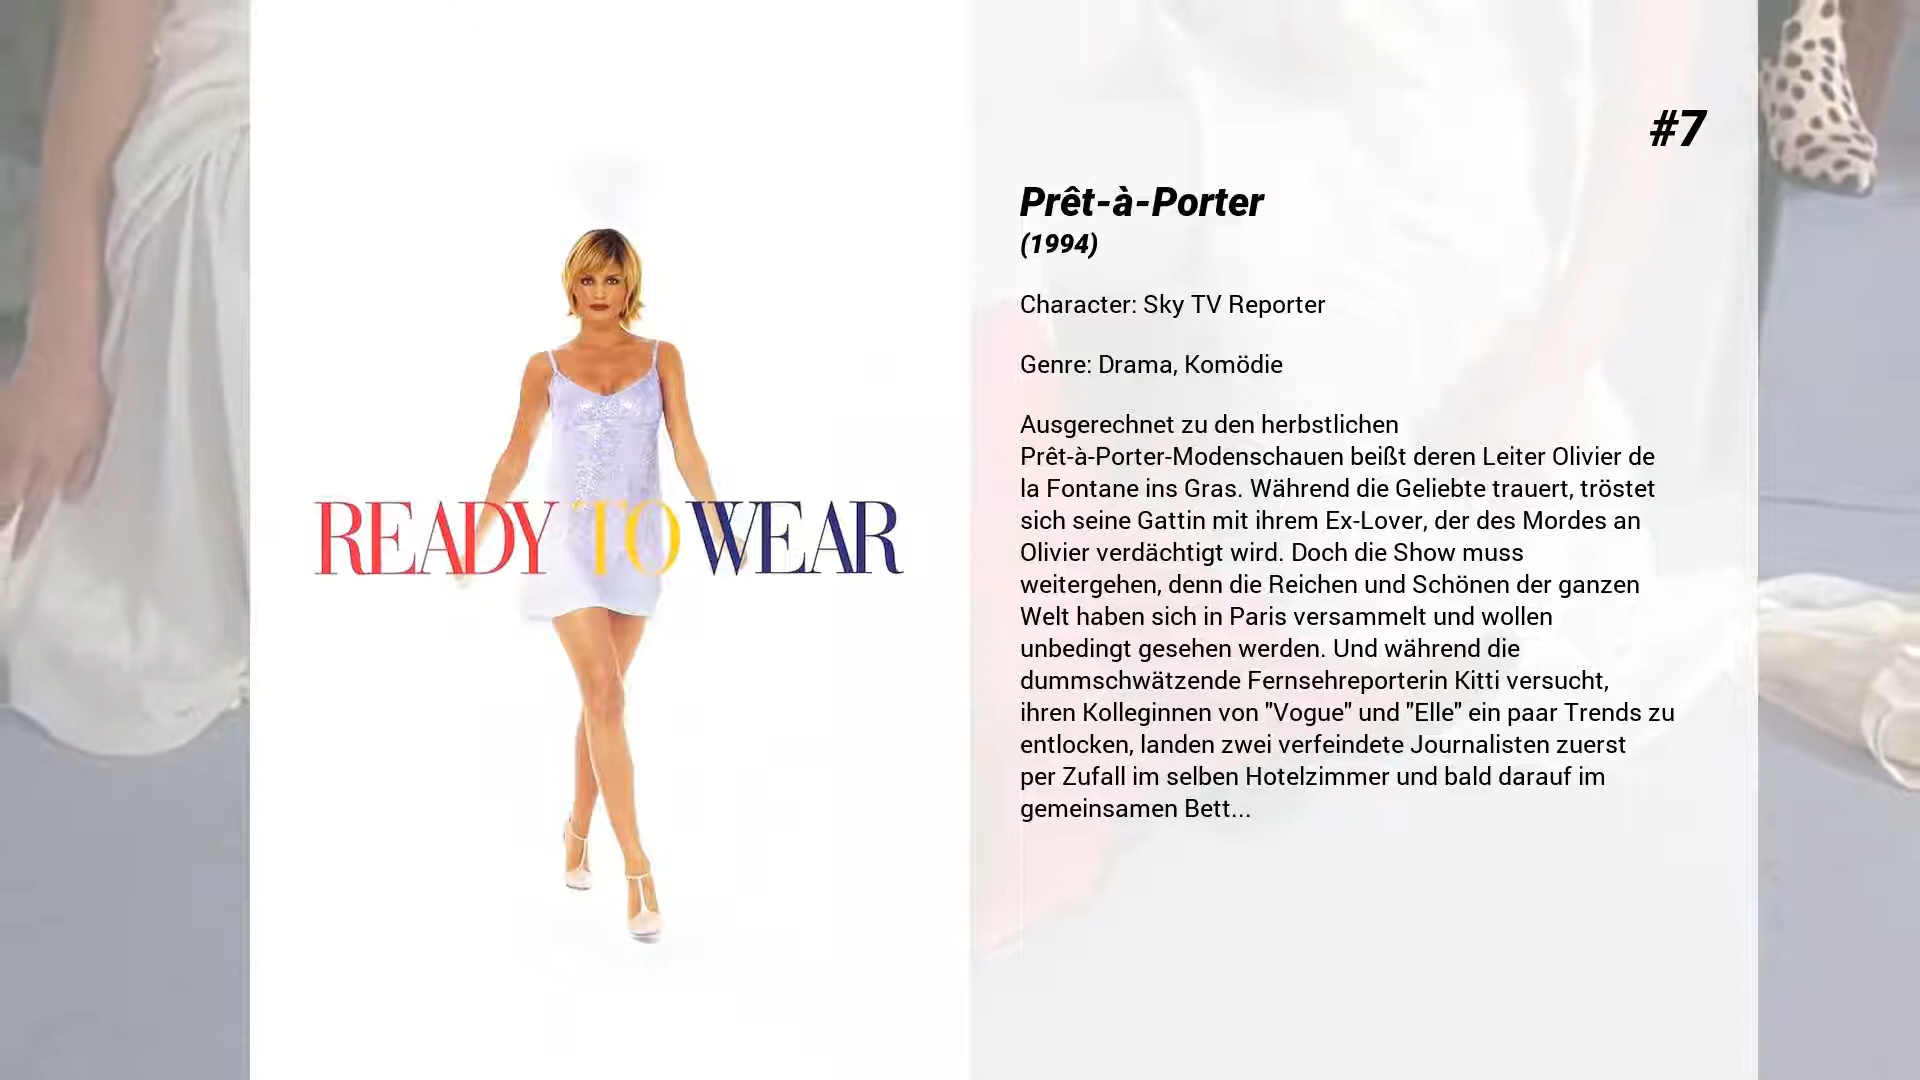 READY TO WEAR
#7
Prêt-à-Porter
(1994)
Character: Sky TV Reporter
Genre: Drama, Komödie
Ausgerechnet zu den herbstlichen
Prêt-à-Porter-Modenschauen beißt deren Leiter Olivier de
la Fontane ins Gras. Während die Geliebte trauert, tröstet
sich seine Gattin mit ihrem Ex-Lover, der des Mordes an
Olivier verdächtigt wird. Doch die Show muss
weitergehen, denn die Reichen und Schönen der ganzen
Welt haben sich in Paris versammelt und wollen
unbedingt gesehen werden. Und während die
dummschwätzende Fernsehreporterin Kitti versucht,
ihren Kolleginnen von "Vogue" und "Elle" ein paar Trends zu
entlocken, landen zwei verfeindete Journalisten zuerst
per Zufall im selben Hotelzimmer und bald darauf im
gemeinsamen Bett...